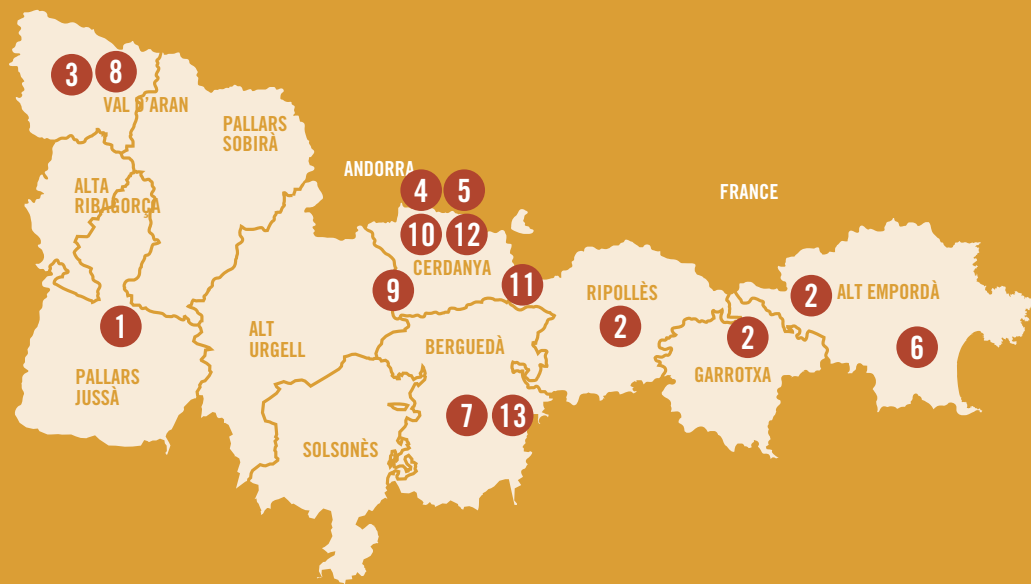 3 8
VAL D'ARAN
PALLARS
SOBIRÀ
ANDORRA
FRANCE
ALTA
RIBAGORÇA
4 5
10 12
CERDANYA
9
11
RIPOLLÈS
2
2
ALT EMPORDÀ
1
PALLARS
JUSSÀ
ALT
URGELL
BERGUEDÀ
2
GARROTXA
6
7 13
SOLSONÈS